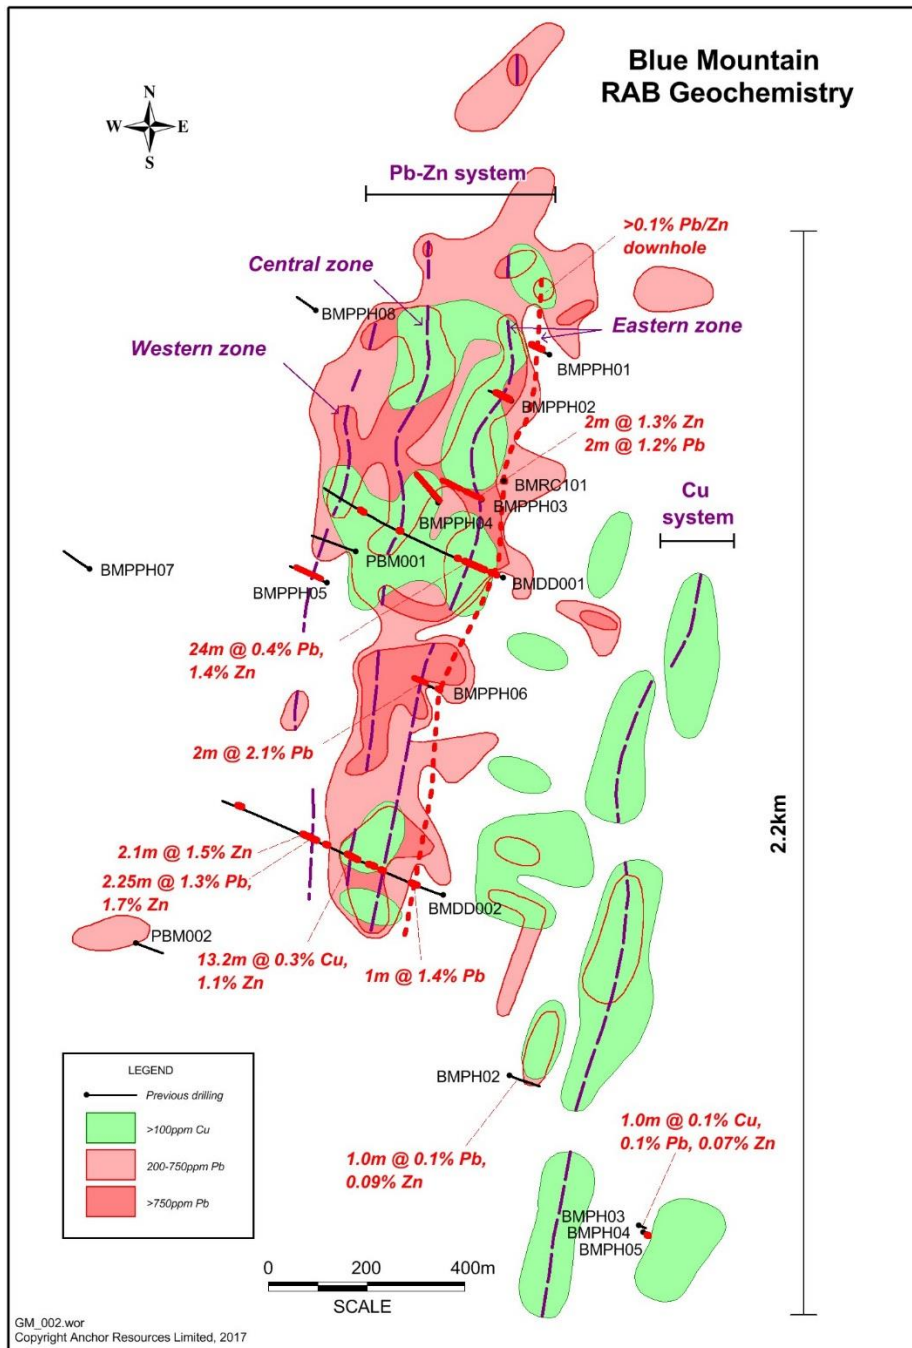 Blue Mountain
RAB Geochemistry
N
W
E
S
Pb-Zn system
>0.1% Pb/Zn
downhole
Central zone
BMPPH08
Eastern zone
Western zone
BMPPH01
BMPPH02
2m @ 1.3% Zn
2m @ 1.2% Pb
BMRC101
BMPPH03
BMPPH04
Cu
system
PBM001
BMPPH07
BMPPH05
BMDD001
24m @ 0.4% Pb,
1.4% Zn
BMPPH06
2m @ 2.1% Pb
2.2km
2.1m @ 1.5% Zn
2.25m @ 1.3% Pb,
1.7% Zn
BMDD002
PBM002
13.2m @ 0.3% Cu,
1.1% Zn
1m @ 1.4% Pb
BMPH02
LEGEND
Previous drilling
>100ppm Cu
200-750ppm Pb
>750ppm Pb
1.0m @ 0.1% Pb,
0.09% Zn
1.0m @ 0.1% Cu,
0.1% Pb, 0.07% Zn
BMPH03
BMPH04
BMPH05
0 200 400m
SCALE
GM_002.wor
Copyright Anchor Resources Limited, 2017